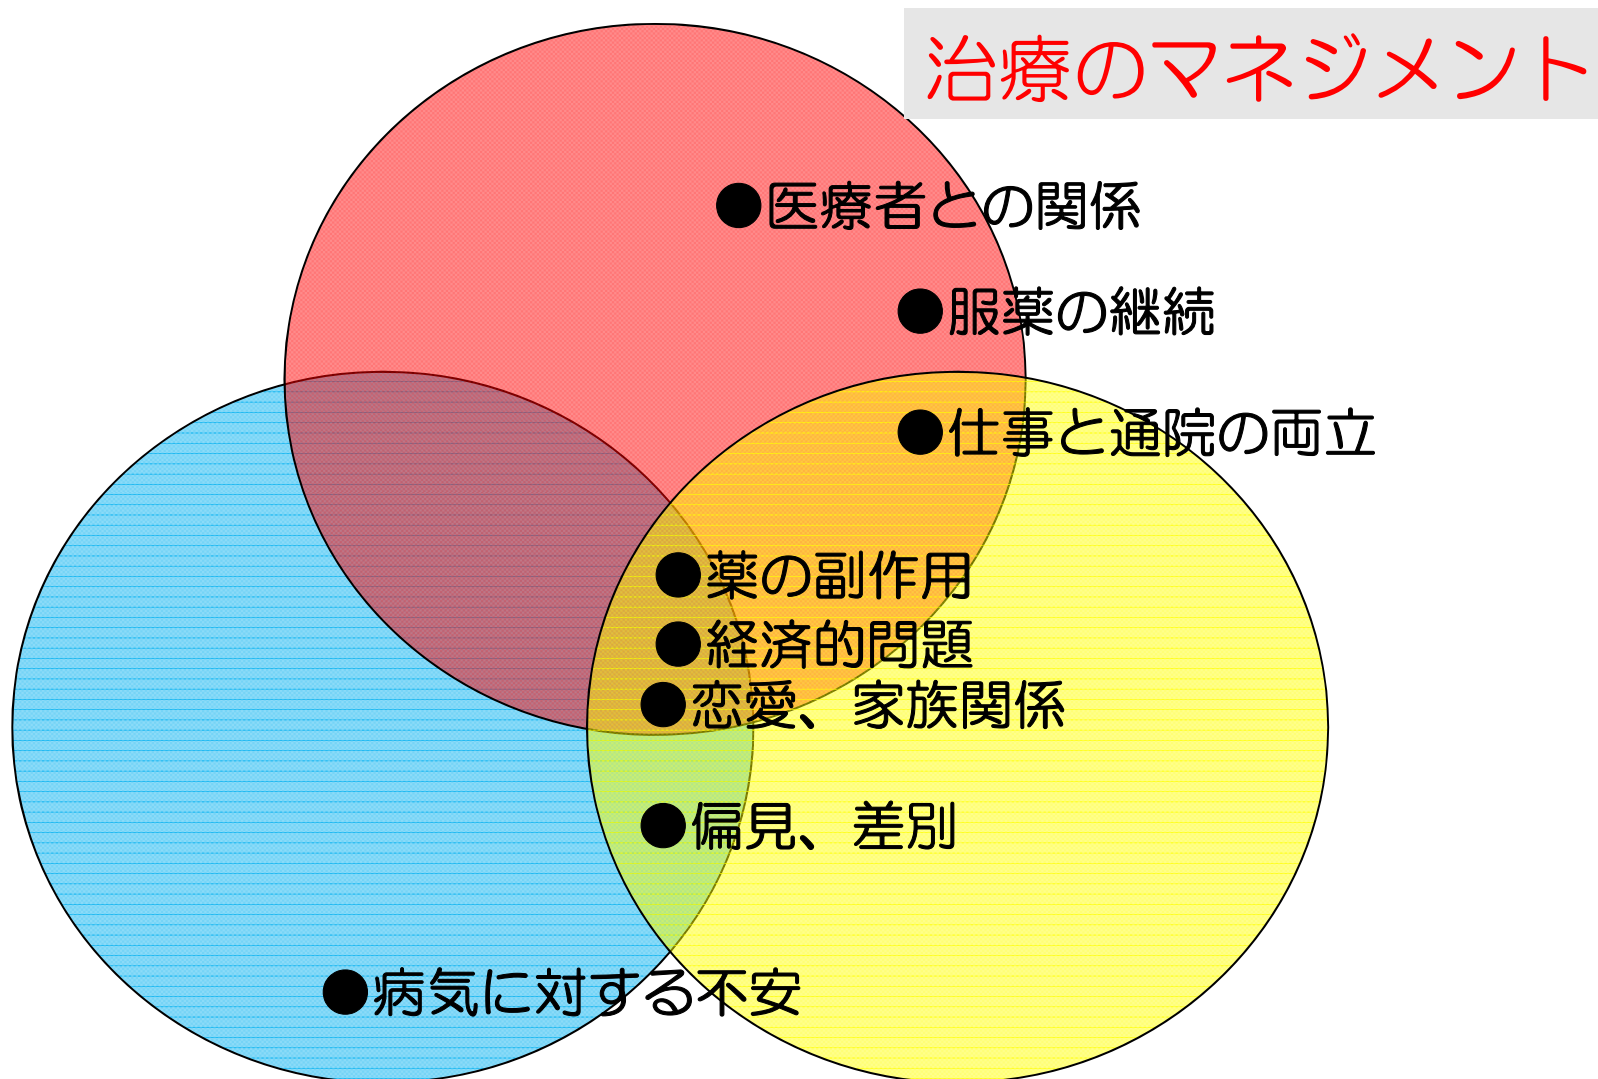 治療のマネジメント
●医療者との関係
●服薬の継続
●仕事と通院の両立
●薬の副作用
●経済的問題
●恋愛、家族関係
●偏見、差別
●病気に対する不安